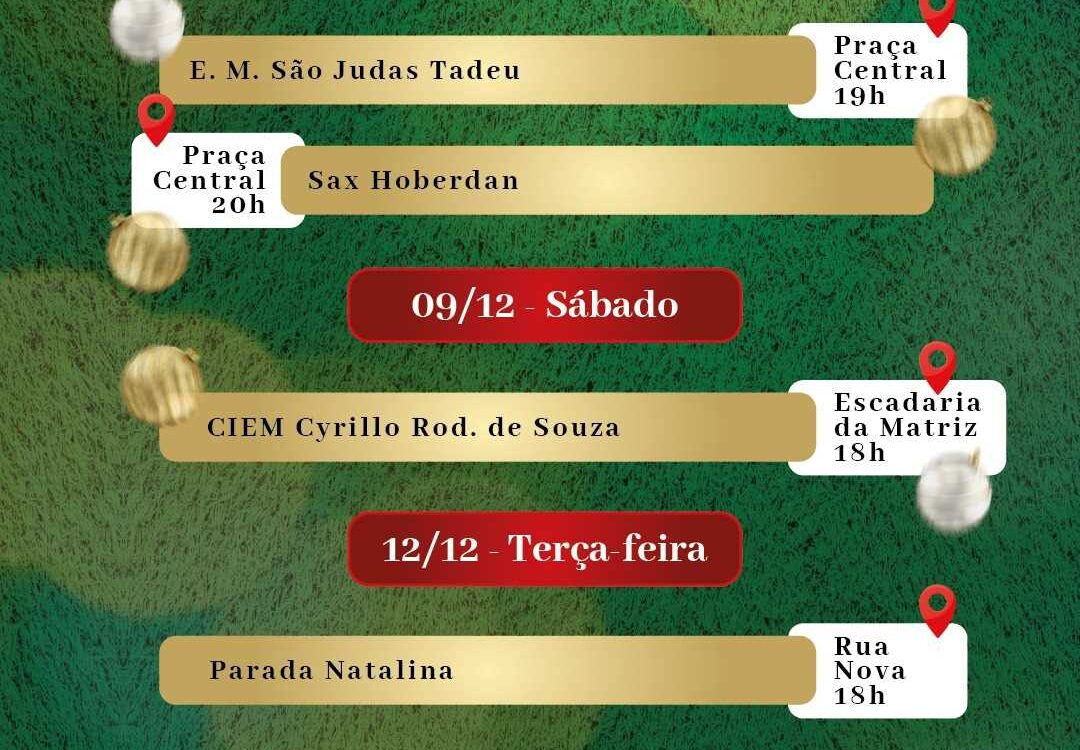 E. M. São Judas Tadeu
Praça
Central
19h
Praça
Central
20h
Sax Hoberdan
09/12 - Sábado
CIEM Cyrillo Rod. de Souza
Escadaria
da Matriz
18h
12/12 - Terça-feira
Parada Natalina
Rua
Nova
18h